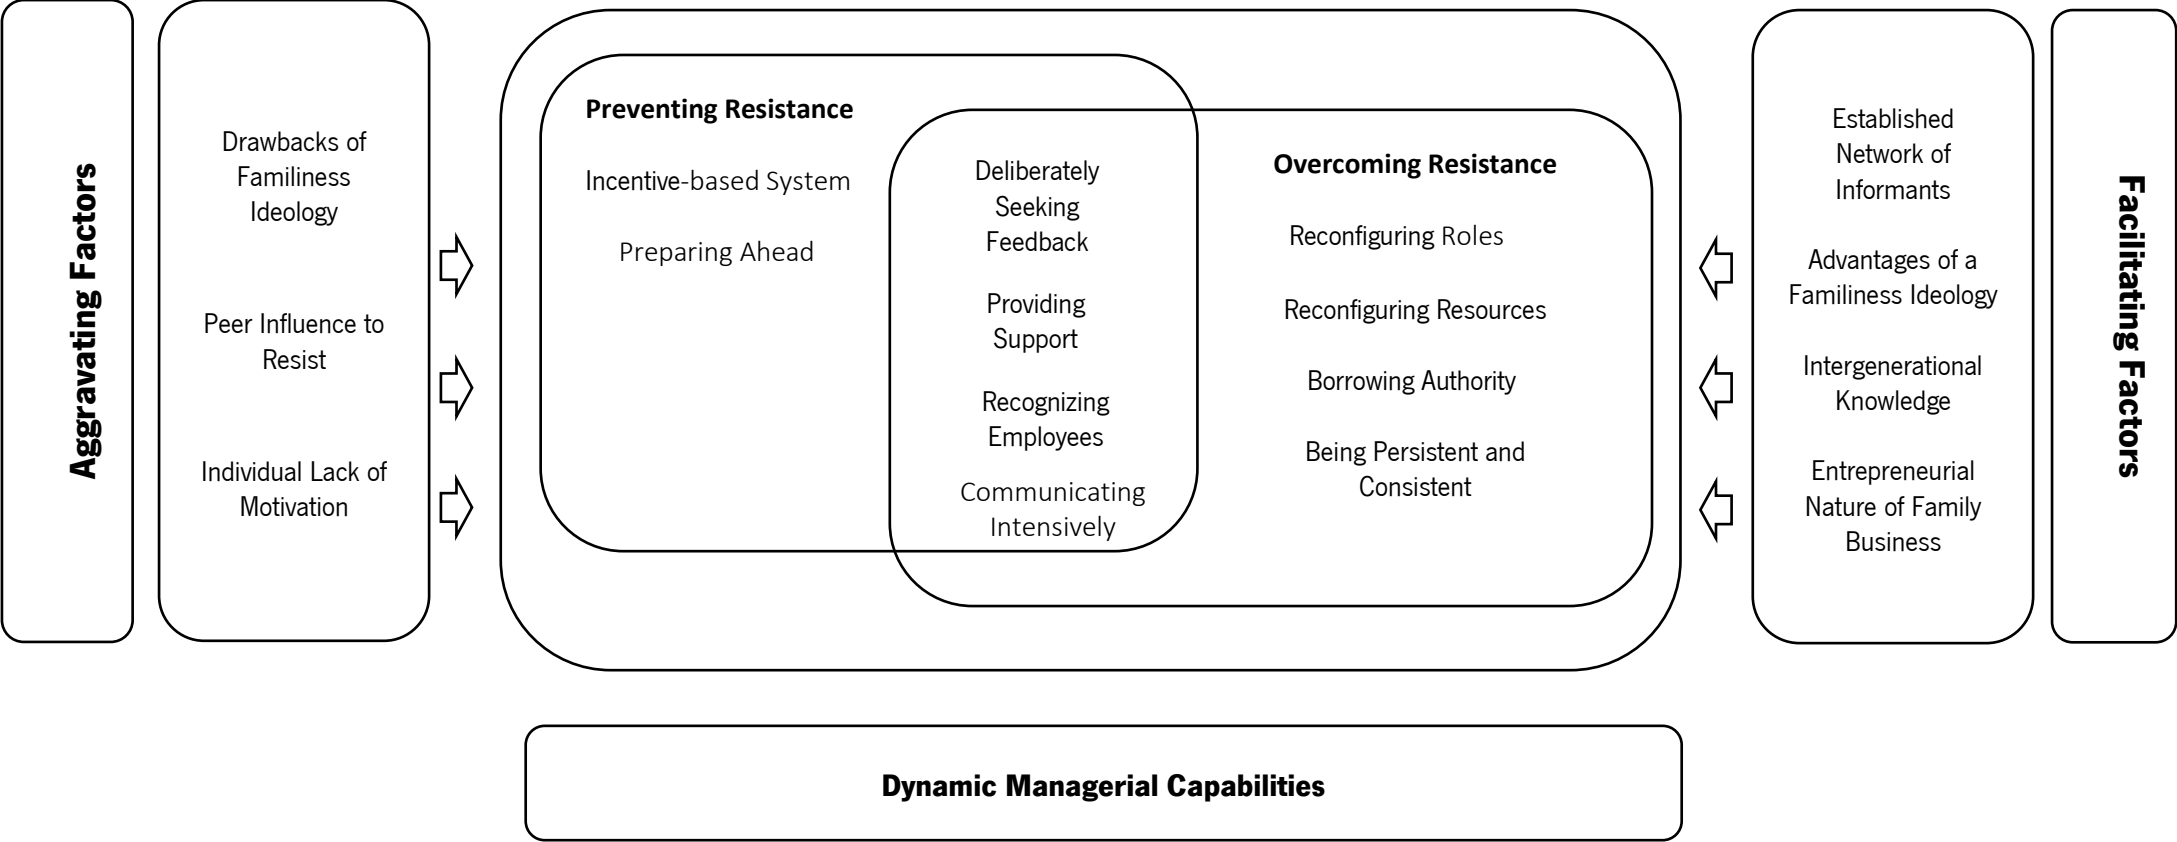 Aggravating Factors
Drawbacks of
Familiness
Ideology
Peer Influence to
Resist
Individual Lack of
Motivation
Preventing Resistance
Incentive-based System
Preparing Ahead
Deliberately
Seeking
Feedback
Providing
Support
Recognizing
Employees
Communicating
Intensively
Overcoming Resistance
Reconfiguring Roles
Reconfiguring Resources
Borrowing Authority
Being Persistent and
Consistent
Established
Network of
Informants
Advantages of a
Familiness Ideology
Intergenerational
Knowledge
Entrepreneurial
Nature of Family
Business
Facilitating Factors
Dynamic Managerial Capabilities